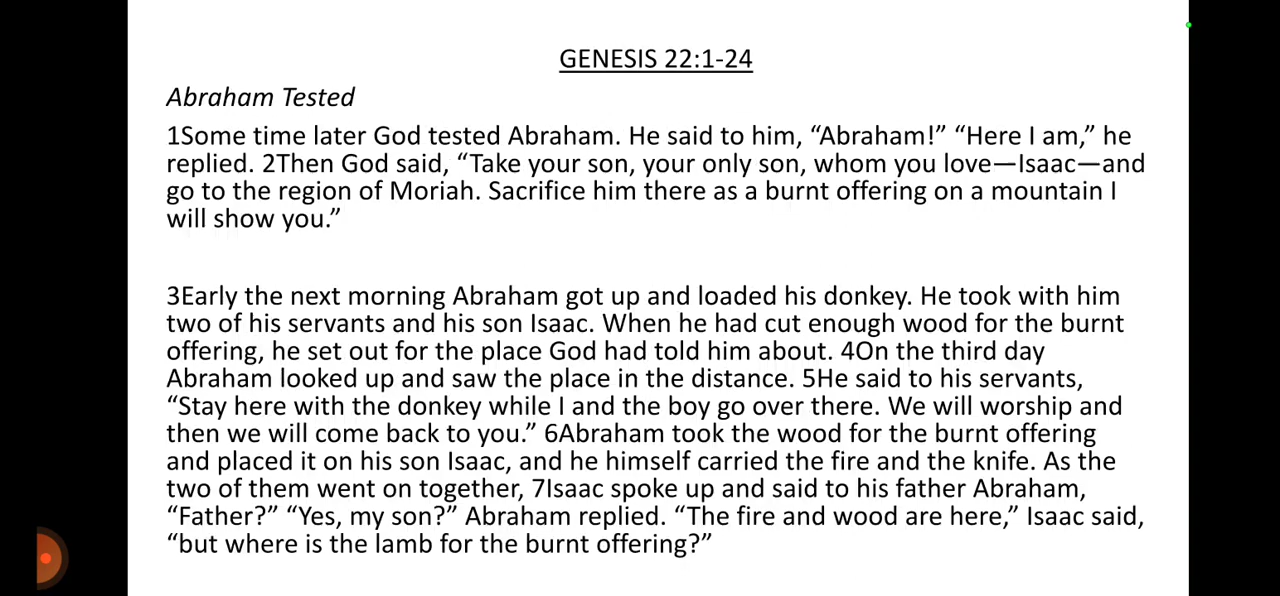 GENESIS 22:1-24
Abraham Tested
1Some time later God tested Abraham. He said to him, “Abraham!” “Here I am,” he
replied. 2Then God said, “Take your son, your only son, whom you love—Isaac—and
go to the region of Moriah. Sacrifice him there as a burnt offering on a mountain I
will show you.”
3Early the next morning Abraham got up and loaded his donkey. He took with him
two of his servants and his son Isaac. When he had cut enough wood for the burnt
offering, he set out for the place God had told him about. 4On the third day
Abraham looked up and saw the place in the distance. 5He said to his servants,
“Stay here with the donkey while I and the boy go over there. We will worship and
then we will come back to you.” 6Abraham took the wood for the burnt offering
and placed it on his son Isaac, and he himself carried the fire and the knife. As the
two of them went on together, 7Isaac spoke up and said to his father Abraham,
“Father?” “Yes, my son?” Abraham replied. “The fire and wood are here,” Isaac said,
“but where is the lamb for the burnt offering?”